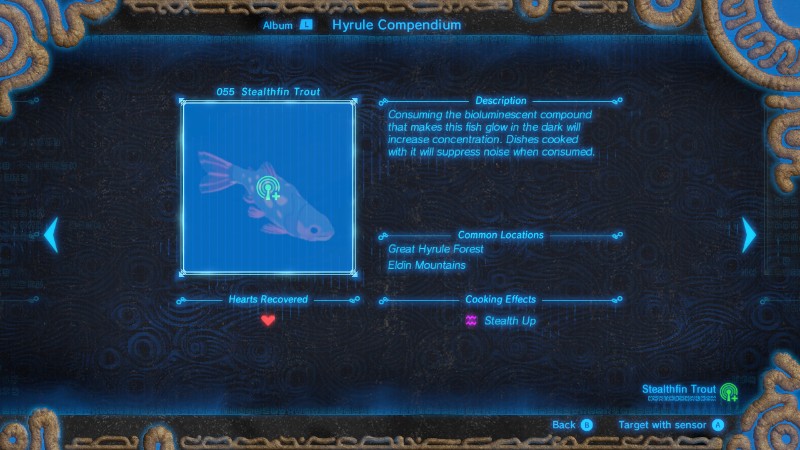 Album L Hyrule Compendium
055 Stealthfin Trout
Description
Consuming the bioluminescent compound
that makes this fish glow in the dark will
increase concentration. Dishes cooked
with it will suppress noise when consumed.
Common Locations
Great Hyrule Forest
Eldin Mountains
Hearts Recovered
Cooking Effects
Stealth Up
Stealthfin Trout
Back B Target with sensor A